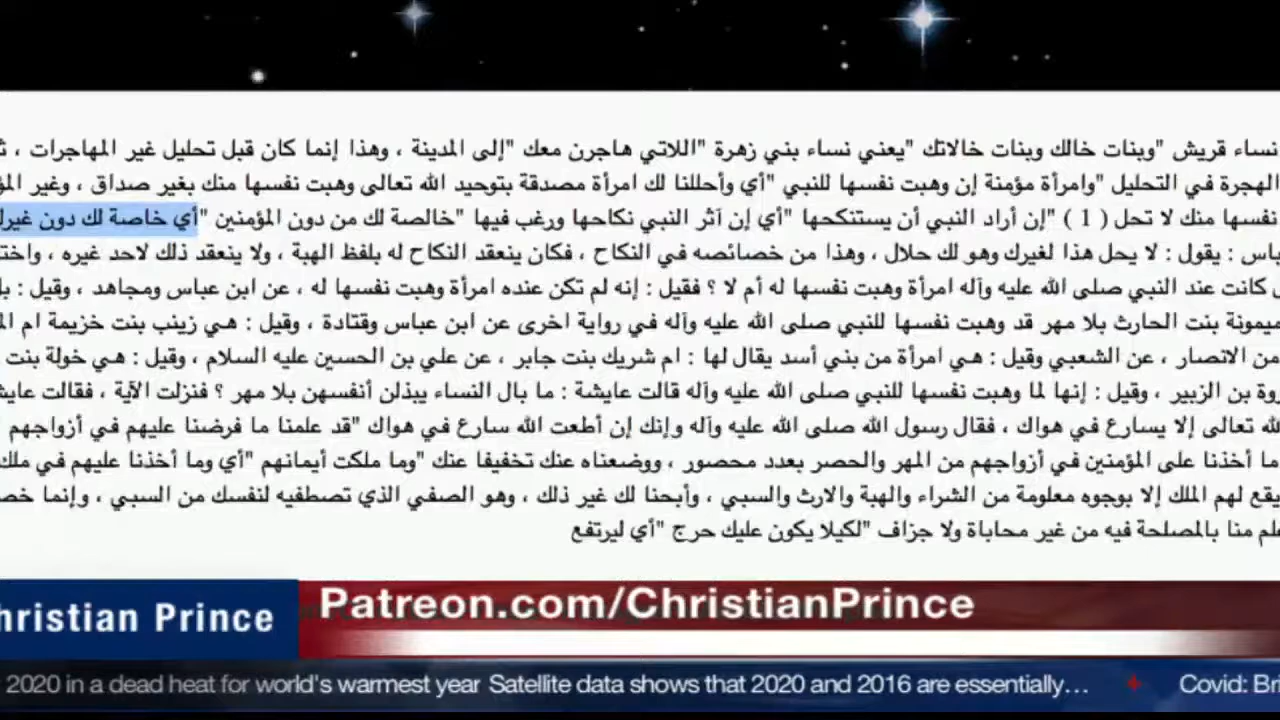 نساء قريش "وبنات خالك وبنات خالاتك "يعني نساء بني زهرة "اللاتي هاجرن معك "إلى المدينة ، وهذا إنما كان قبل تحليل غير المهاجرات ،
الهجرة في التحليل "وامرأة مؤمنة إن وهبت نفسها للنبي "أي وأحللنا لك امرأة مصدقة بتوحيد الله تعالى وهبت نفسها منك بغير صداق ، وغير
نفسها منك لا تحل ( 1 ) "إن أراد النبي أن يستنكحها "أي إن آثر النبي نكاحها ورغب فيها "خالصة لك من دون المؤمنين "أي خاصة لك دون غيرك
يقول : لا يحل هذا لغيرك وهو لك حلال ، وهذا من خصائصه في النكاح ، فكان ينعقد النكاح له بلفظ الهبة ، ولا ينعقد ذلك لاحد غيره ،
كانت عند النبي صلى الله عليه وآله امرأة وهبت نفسها له أم لا ؟ فقيل : إنه لم تكن عنده امرأة وهبت نفسها له ، عن ابن عباس ومجاهد ، وقيل :
بنت الحارث بلا مهر قد وهبت نفسها للنبي صلى الله عليه وآله في رواية اخرى عن ابن عباس وقتادة ، وقيل : هي زينب بنت خزيمة ام
من الانصار ، عن الشعبي وقيل : هي امرأة من بني أسد يقال لها : ام شريك بنت جابر ، عن علي بن الحسين عليه السلام ، وقيل : هي خولة بنت
بن الزبير ، وقيل : إنها لما وهبت نفسها للنبي صلى الله عليه وآله قالت عايشة : ما بال النساء يبذلن أنفسهن بلا مهر ؟ فنزلت الآية ، فقالت
تعالى إلا يسارع في هواك ، فقال رسول الله صلى الله عليه وآله وإنك إن أطعت الله سارع في هواك "قد علمنا ما فرضنا عليهم في أزواجهم
ما أخذنا على المؤمنين في أزواجهم من المهر والحصر بعدد محصور ، ووضعناه عنك تخفيفا عنك "وما ملكت أيمانهم "أي وما أخذنا عليهم في ملك
يقع لهم الملك إلا بوجوه معلومة من الشراء والهبة والارث والسبي ، وأبحنا لك غير ذلك ، وهو الصفي الذي تصطفيه لنفسك من السبي ، وإنما
منا بالمصلحة فيه من غير محاباة ولا جزاف "لكيلا يكون عليك حرج "أي ليرتفع
hristian Prince
Patreon.com/ChristianPrince
2020 in a dead heat for world's warmest year Satellite data shows that 2020 and 2016 are essentially… Covid: Bri